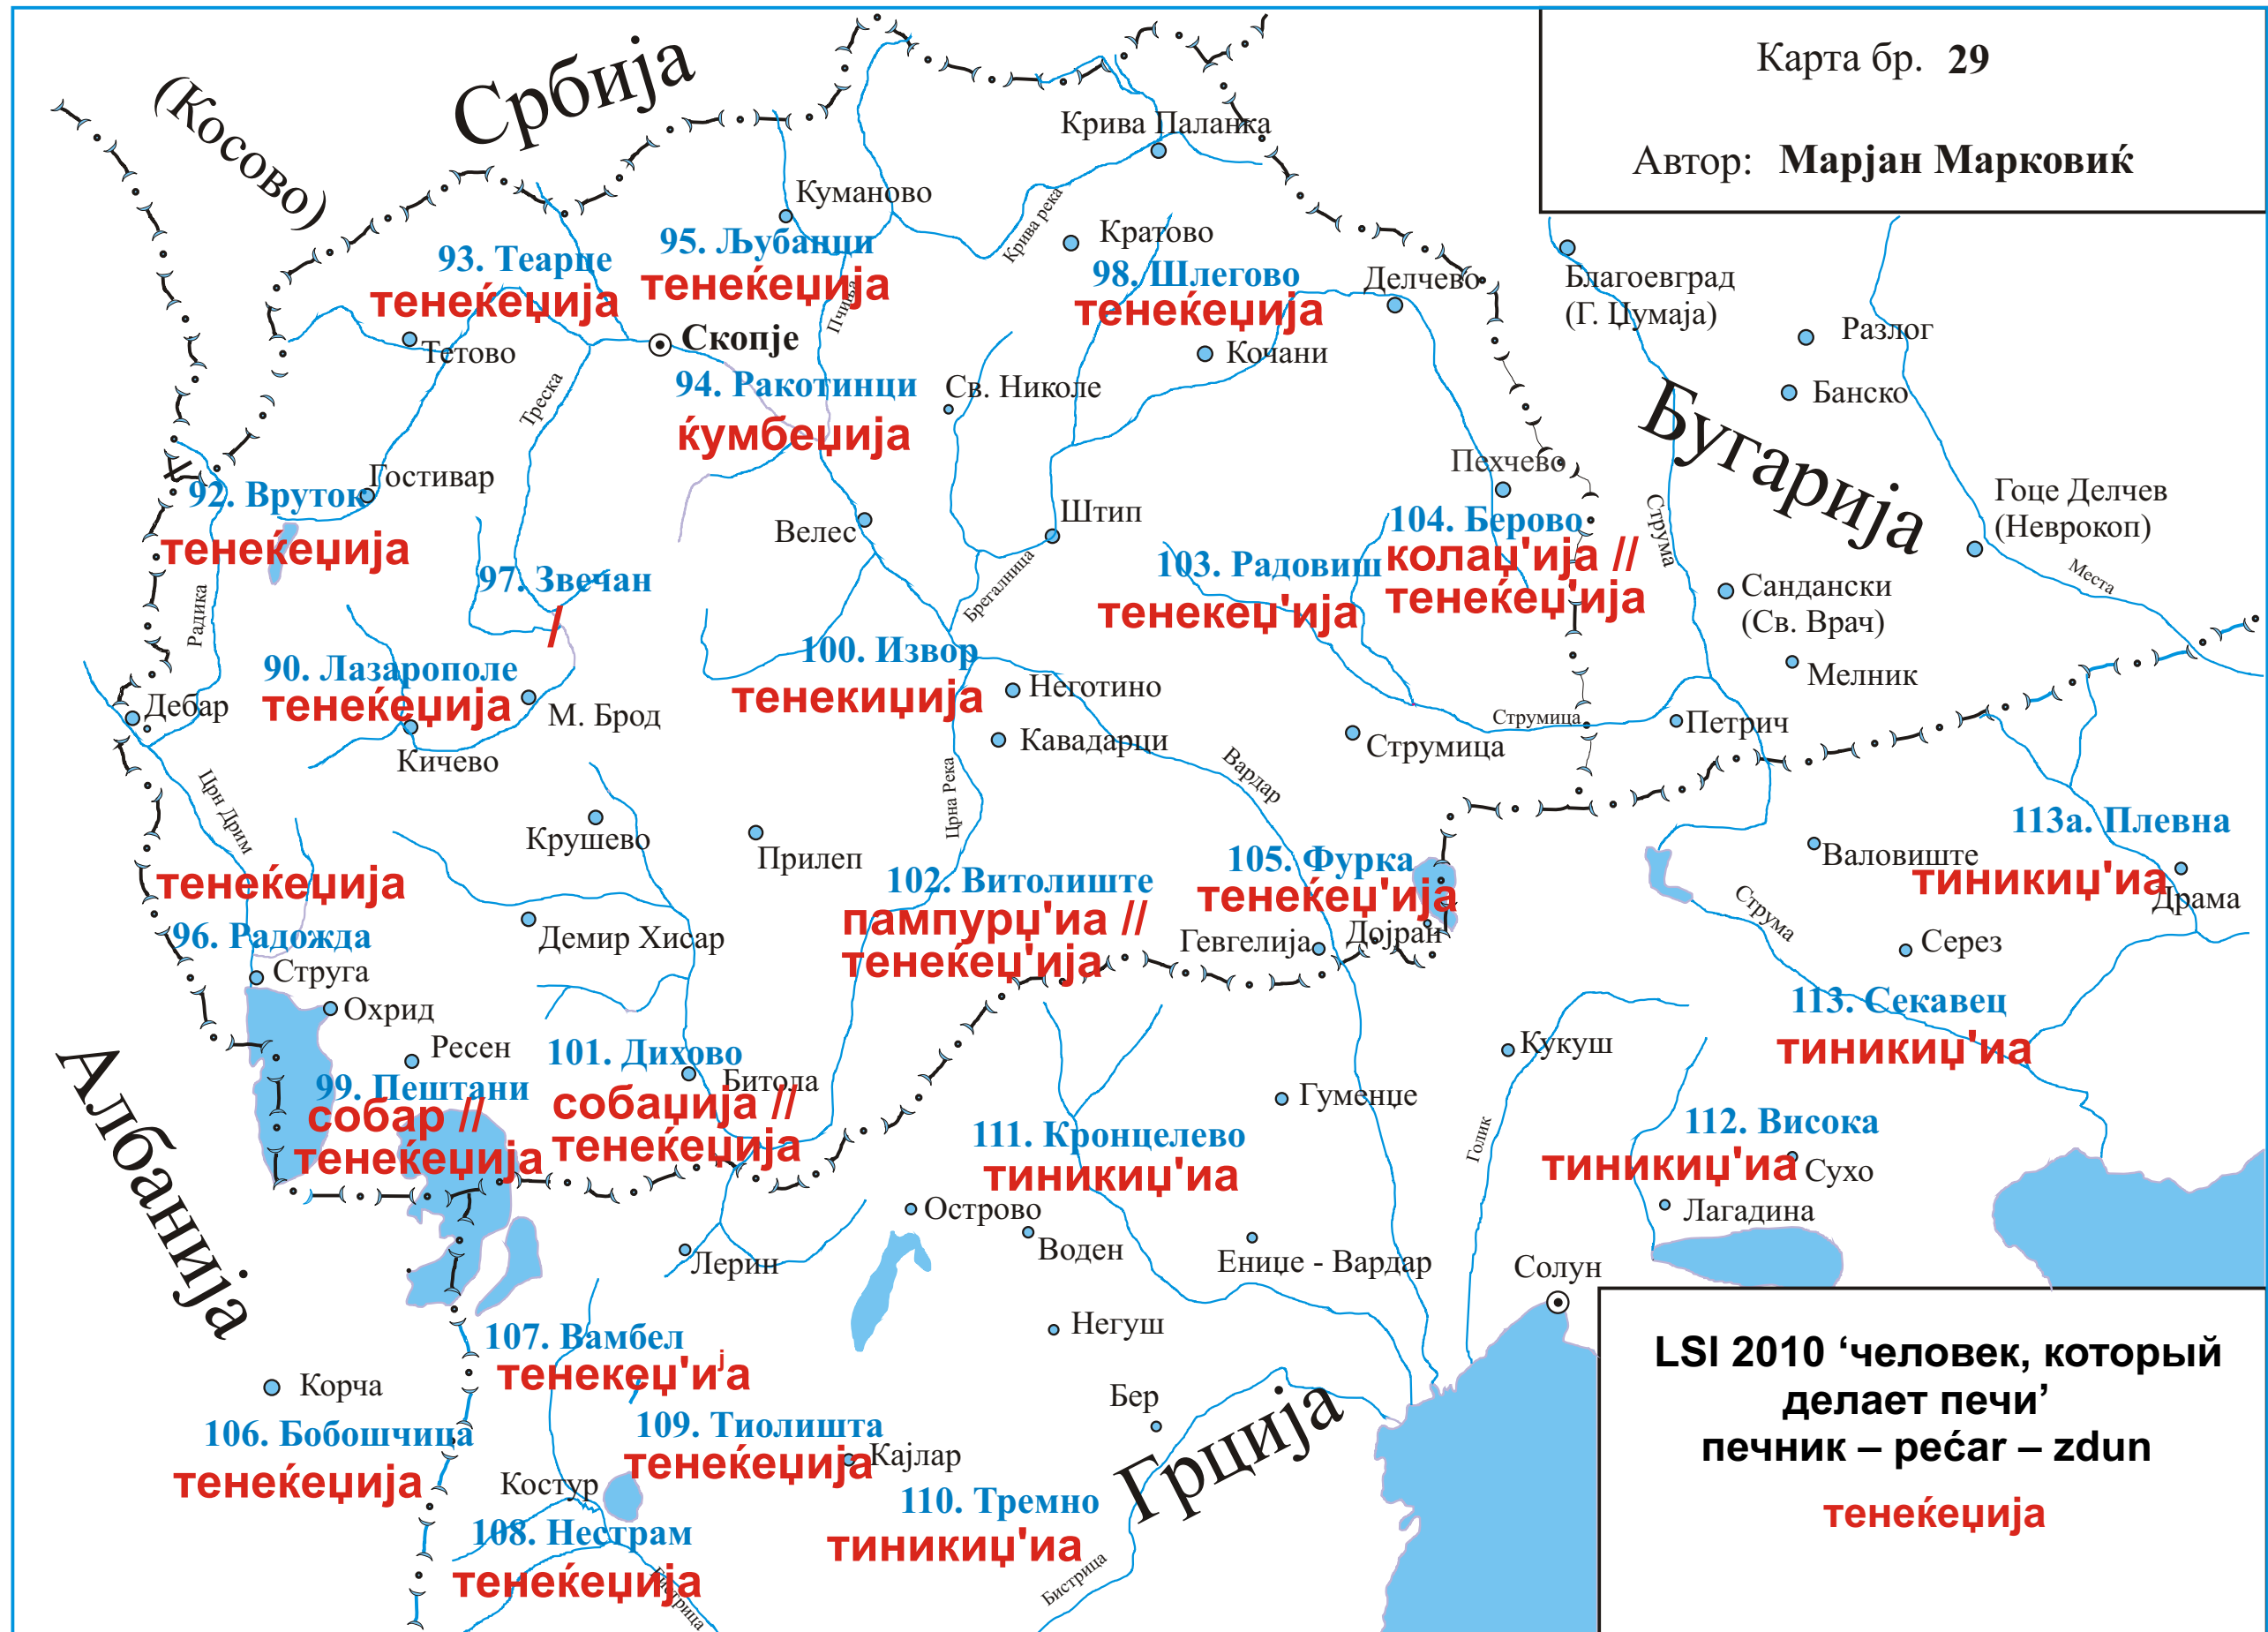 Карта бр. 29
Автор: Марјан Марковиќ
Србија
(Косово)
Бугарија
Албанија
Грција
Крива Паланка
Куманово
Крива река
Кратово
93. Теарце
тенеќеџија
95. Љубанци
тенеќеџија
Пчиња
98. Шлегово
тенеќеџија
Делчево
Благоевград
(Г. Џумаја)
Разлог
Банско
Тетово
Скопје
Кочани
Треска
94. Ракотинци
ќумбеџија
Св. Николе
Пехчево
Гостивар
92. Вруток
тенеќеџија
Велес
Штип
Струма
Гоце Делчев
(Неврокоп)
Места
104. Берово
колаџ'ија //
тенеќеџ'ија
103. Радовиш
тенекеџ'ија
97. Звечан
/
Брегалница
Сандански
(Св. Врач)
Мелник
Радика
90. Лазарополе
тенеќеџија
100. Извор
тенекиџија
Неготино
Дебар
М. Брод
Кичево
Кавадарци
Струмица
Струмица
Петрич
Црн Дрим
Црна Река
Вардар
Крушево
Прилеп
113а. Плевна
тиникиџ'иа
Валовиште
Драма
Струма
Серез
тенеќеџија
96. Радожда
102. Витолиште
пампурџ'иа //
тенеќеџ'ија
105. Фурка
тенеќеџ'ија
Гевгелија
Дојран
Демир Хисар
Струга
Охрид
Ресен
99. Пештани
собар //
тенеќеџија
101. Дихово
собаџија //
тенеќеџија
Битола
113. Секавец
тиникиџ'иа
Кукуш
Гуменџе
Голик
111. Кронцелево
тиникиџ'иа
112. Висока
тиникиџ'иа
Сухо
Лагадина
Острово
Воден
Ениџе - Вардар
Солун
Лерин
Негуш
107. Вамбел
тенекеџ'иʲа
Корча
Бер
106. Бобошчица
тенеќеџија
109. Тиолишта
тенеќеџија
Кајлар
Костур
110. Тремно
тиникиџ'иа
108. Нестрам
тенеќеџија
Бистрица
Бистрица
LSI 2010 ‘человек, который
делает печи’
печник – pećar – zdun
тенеќеџија